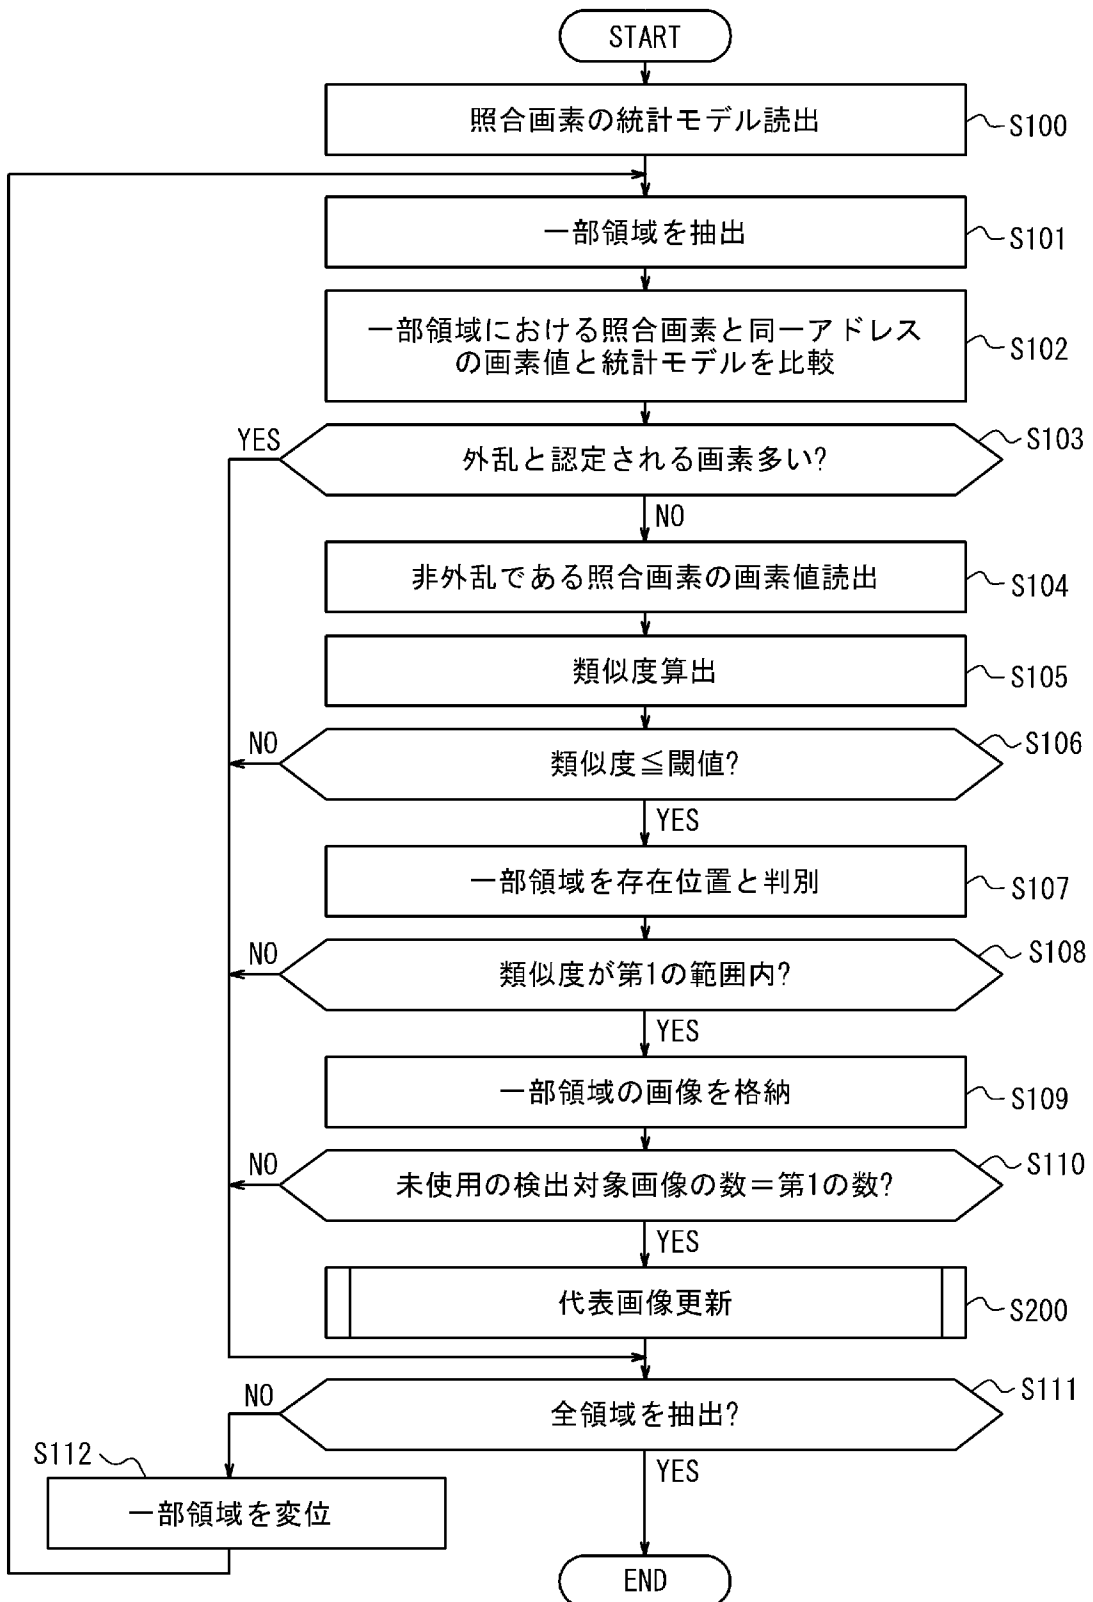 START
照合画素の統計モデル読出
S100
一部領域を抽出
S101
一部領域における照合画素と同一アドレス
の画素値と統計モデルを比較
S102
YES
外乱と認定される画素多い?
S103
NO
非外乱である照合画素の画素値読出
S104
類似度算出
S105
NO
類似度≦閾値?
S106
YES
一部領域を存在位置と判別
S107
NO
類似度が第1の範囲内?
S108
YES
一部領域の画像を格納
S109
NO
未使用の検出対象画像の数=第1の数?
S110
YES
代表画像更新
S200
NO
全領域を抽出?
S111
S112
YES
一部領域を変位
END